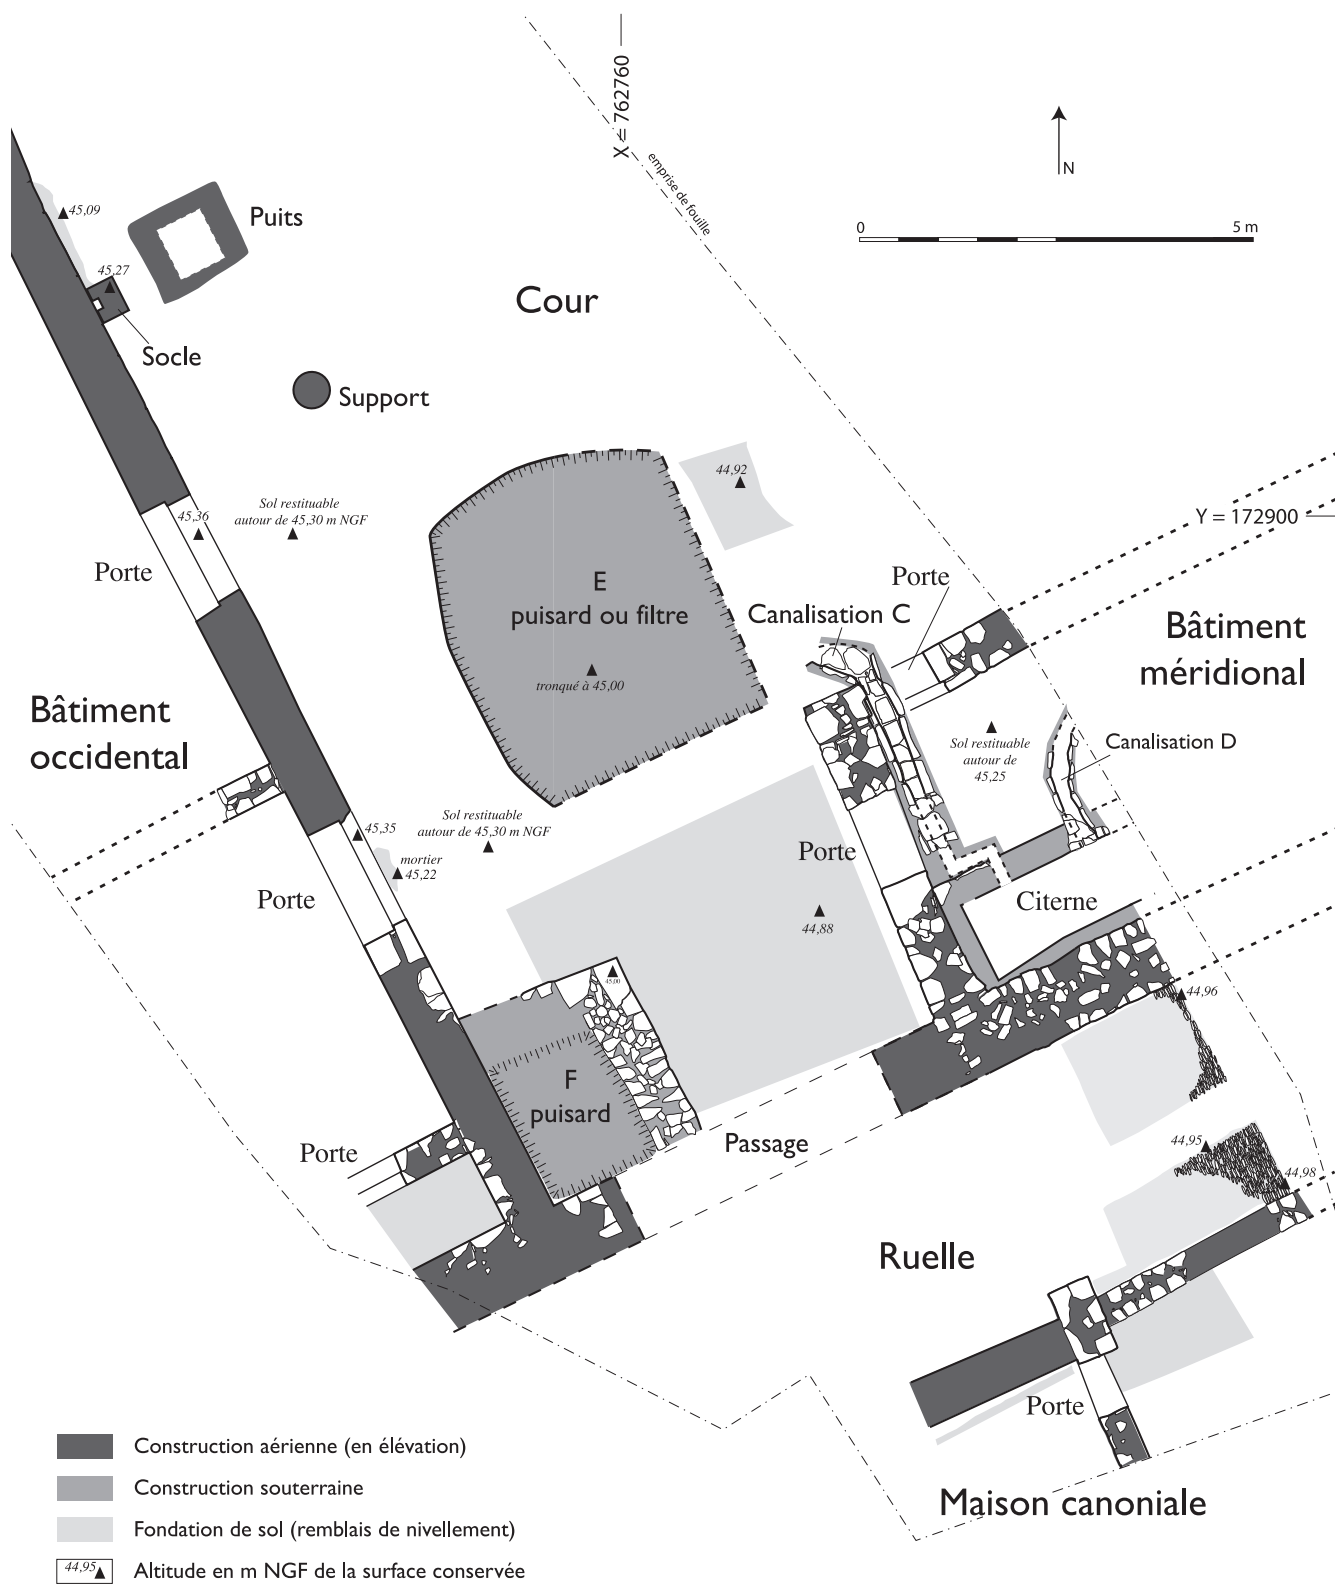 X = 762760
emprise de fouille
N
0
5 m
45,09
Puits
45,27
Socle
Cour
Support
44,92
45,36
Sol restituable
autour de 45,30 m NGF
Y = 172900
Porte
E
puisard ou filtre
tronqué à 45,00
Porte
Canalisation C
Bâtiment
méridional
Bâtiment
occidental
Sol restituable
autour de
45,25
Canalisation D
45,35
Sol restituable
autour de 45,30 m NGF
mortier
45,22
Porte
Porte
Citerne
44,88
45,00
44,96
F
puisard
Passage
Porte
44,95
44,98
Ruelle
Porte
Maison canoniale
Construction aérienne (en élévation)
Construction souterraine
Fondation de sol (remblais de nivellement)
44,95 Altitude en m NGF de la surface conservée